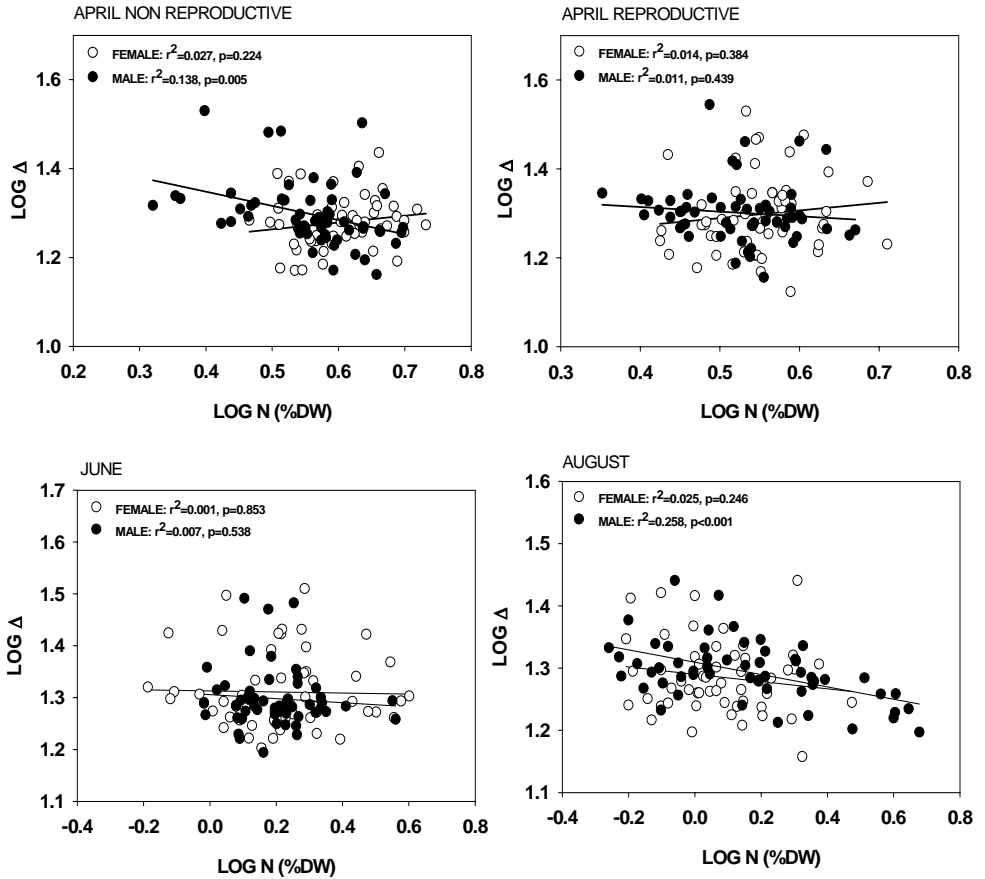 APRIL NON REPRODUCTIVE
FEMALE: r²=0.027, p=0.224
MALE: r²=0.138, p=0.005
LOG Δ
1.6
1.4
1.2
1.0
0.2 0.3 0.4 0.5 0.6 0.7 0.8
LOG N (%DW)
APRIL REPRODUCTIVE
FEMALE: r²=0.014, p=0.384
MALE: r²=0.011, p=0.439
LOG Δ
1.6
1.4
1.2
1.0
0.3 0.4 0.5 0.6 0.7 0.8
LOG N (%DW)
JUNE
FEMALE: r²=0.001, p=0.853
MALE: r²=0.007, p=0.538
LOG Δ
1.7
1.6
1.5
1.4
1.3
1.2
1.1
-0.4 -0.2 0.0 0.2 0.4 0.6 0.8
LOG N (%DW)
AUGUST
FEMALE: r²=0.025, p=0.246
MALE: r²=0.258, p<0.001
LOG Δ
1.6
1.5
1.4
1.3
1.2
1.1
-0.4 -0.2 0.0 0.2 0.4 0.6 0.8
LOG N (%DW)